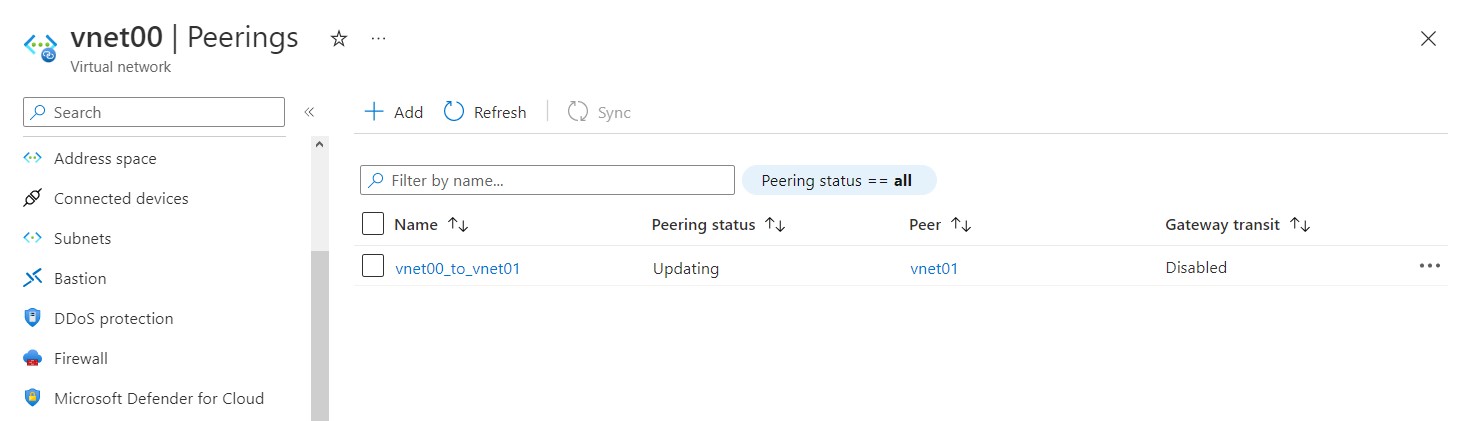 vnet00 | Peerings
Virtual network
Search
Add
Refresh
Sync
Address space
Connected devices
Subnets
Bastion
DDoS protection
Firewall
Microsoft Defender for Cloud
Filter by name...
Peering status == all
Name Peering status Peer Gateway transit
vnet00_to_vnet01 Updating vnet01 Disabled